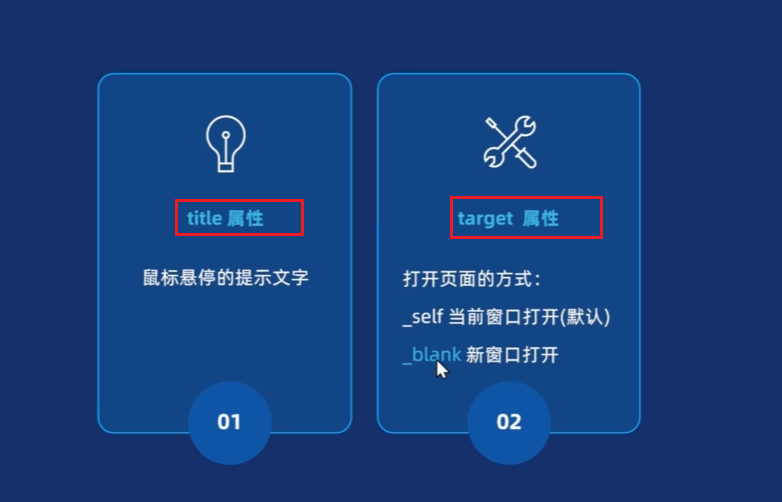 title 属性
鼠标悬停的提示文字
01
target 属性
打开页面的方式：
_self 当前窗口打开(默认)
_blank 新窗口打开
02